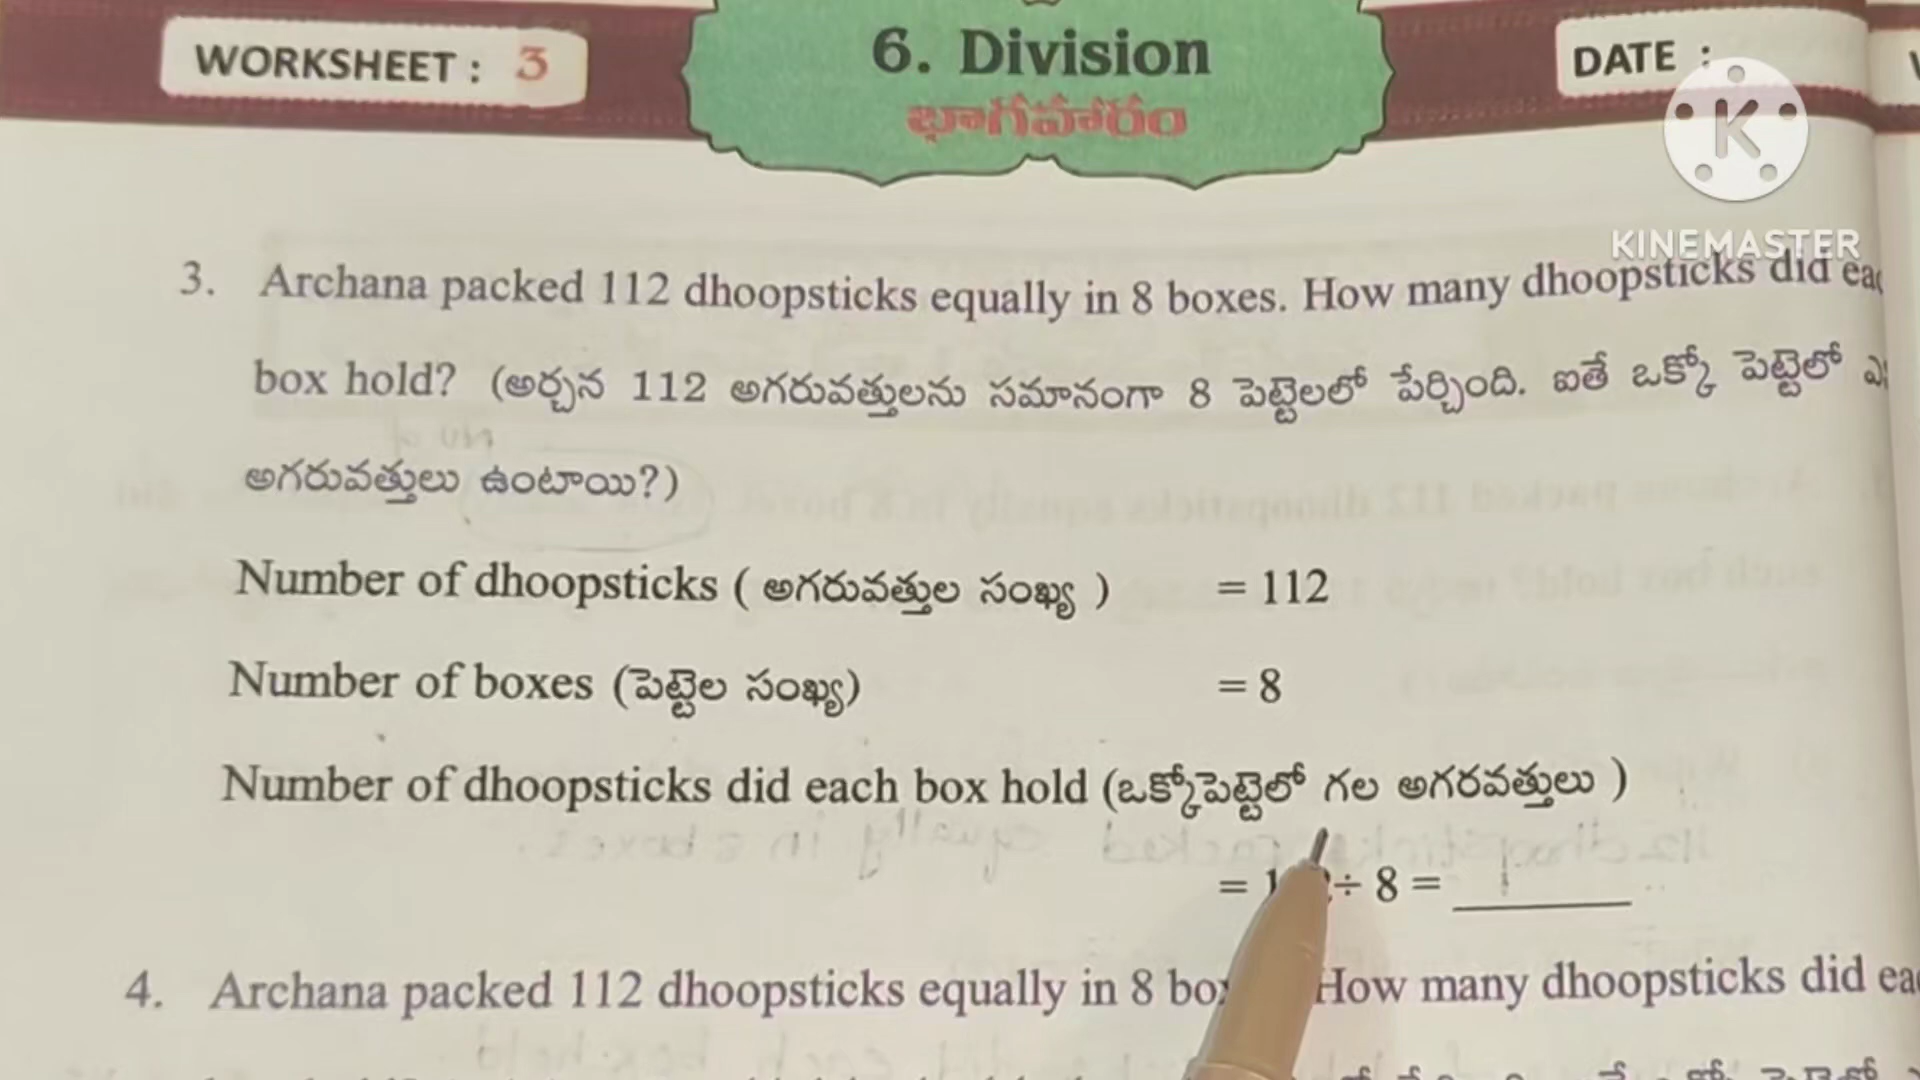 WORKSHEET : 3
6. Division
భాగహారం
DATE :
K
KINEMASTER
3. Archana packed 112 dhoopsticks equally in 8 boxes. How many dhoopsticks did
box hold? (అర్చన 112 అగరువత్తులను సమానంగా 8 పెట్టెలలో పేర్చింది. ఐతే ఒక్కో పెట్టెలో
అగరువత్తులు ఉంటాయి?)
Number of dhoopsticks ( అగరువత్తుల సంఖ్య ) = 112
Number of boxes (పెట్టెల సంఖ్య) = 8
Number of dhoopsticks did each box hold (ఒక్కోపెట్టెలో గల అగరవత్తులు )
= ÷ 8 =
4. Archana packed 112 dhoopsticks equally in 8 How many dhoopsticks did